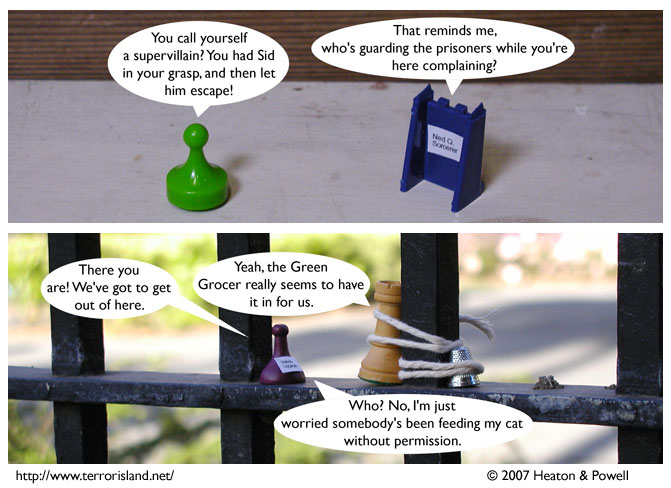 You call yourself
a supervillain? You had Sid
in your grasp, and then let
him escape!
That reminds me,
who's guarding the prisoners while you're
here complaining?
Ned Q.
Sorcerer
There you
are! We've got to get
out of here.
Yeah, the Green
Grocer really seems to have
it in for us.
Who? No, I'm just
worried somebody's been feeding my cat
without permission.
http://www.terrorisland.net/
© 2007 Heaton & Powell